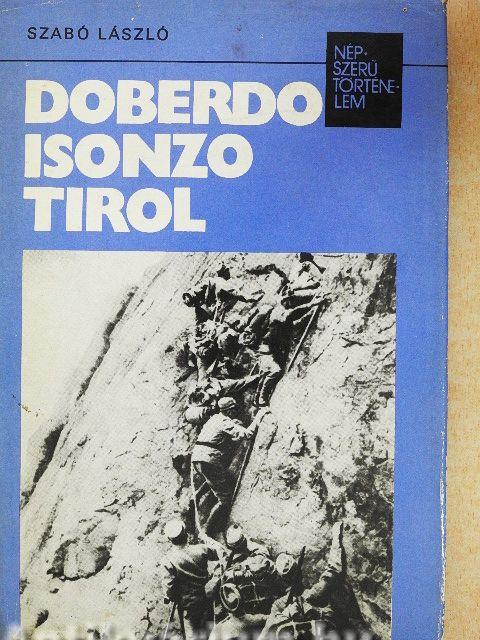 SZABÓ LÁSZLÓ
NÉP-
SZERŰ
TÖRTÉNE-
LEM
DOBERDO
ISONZO
TIROL